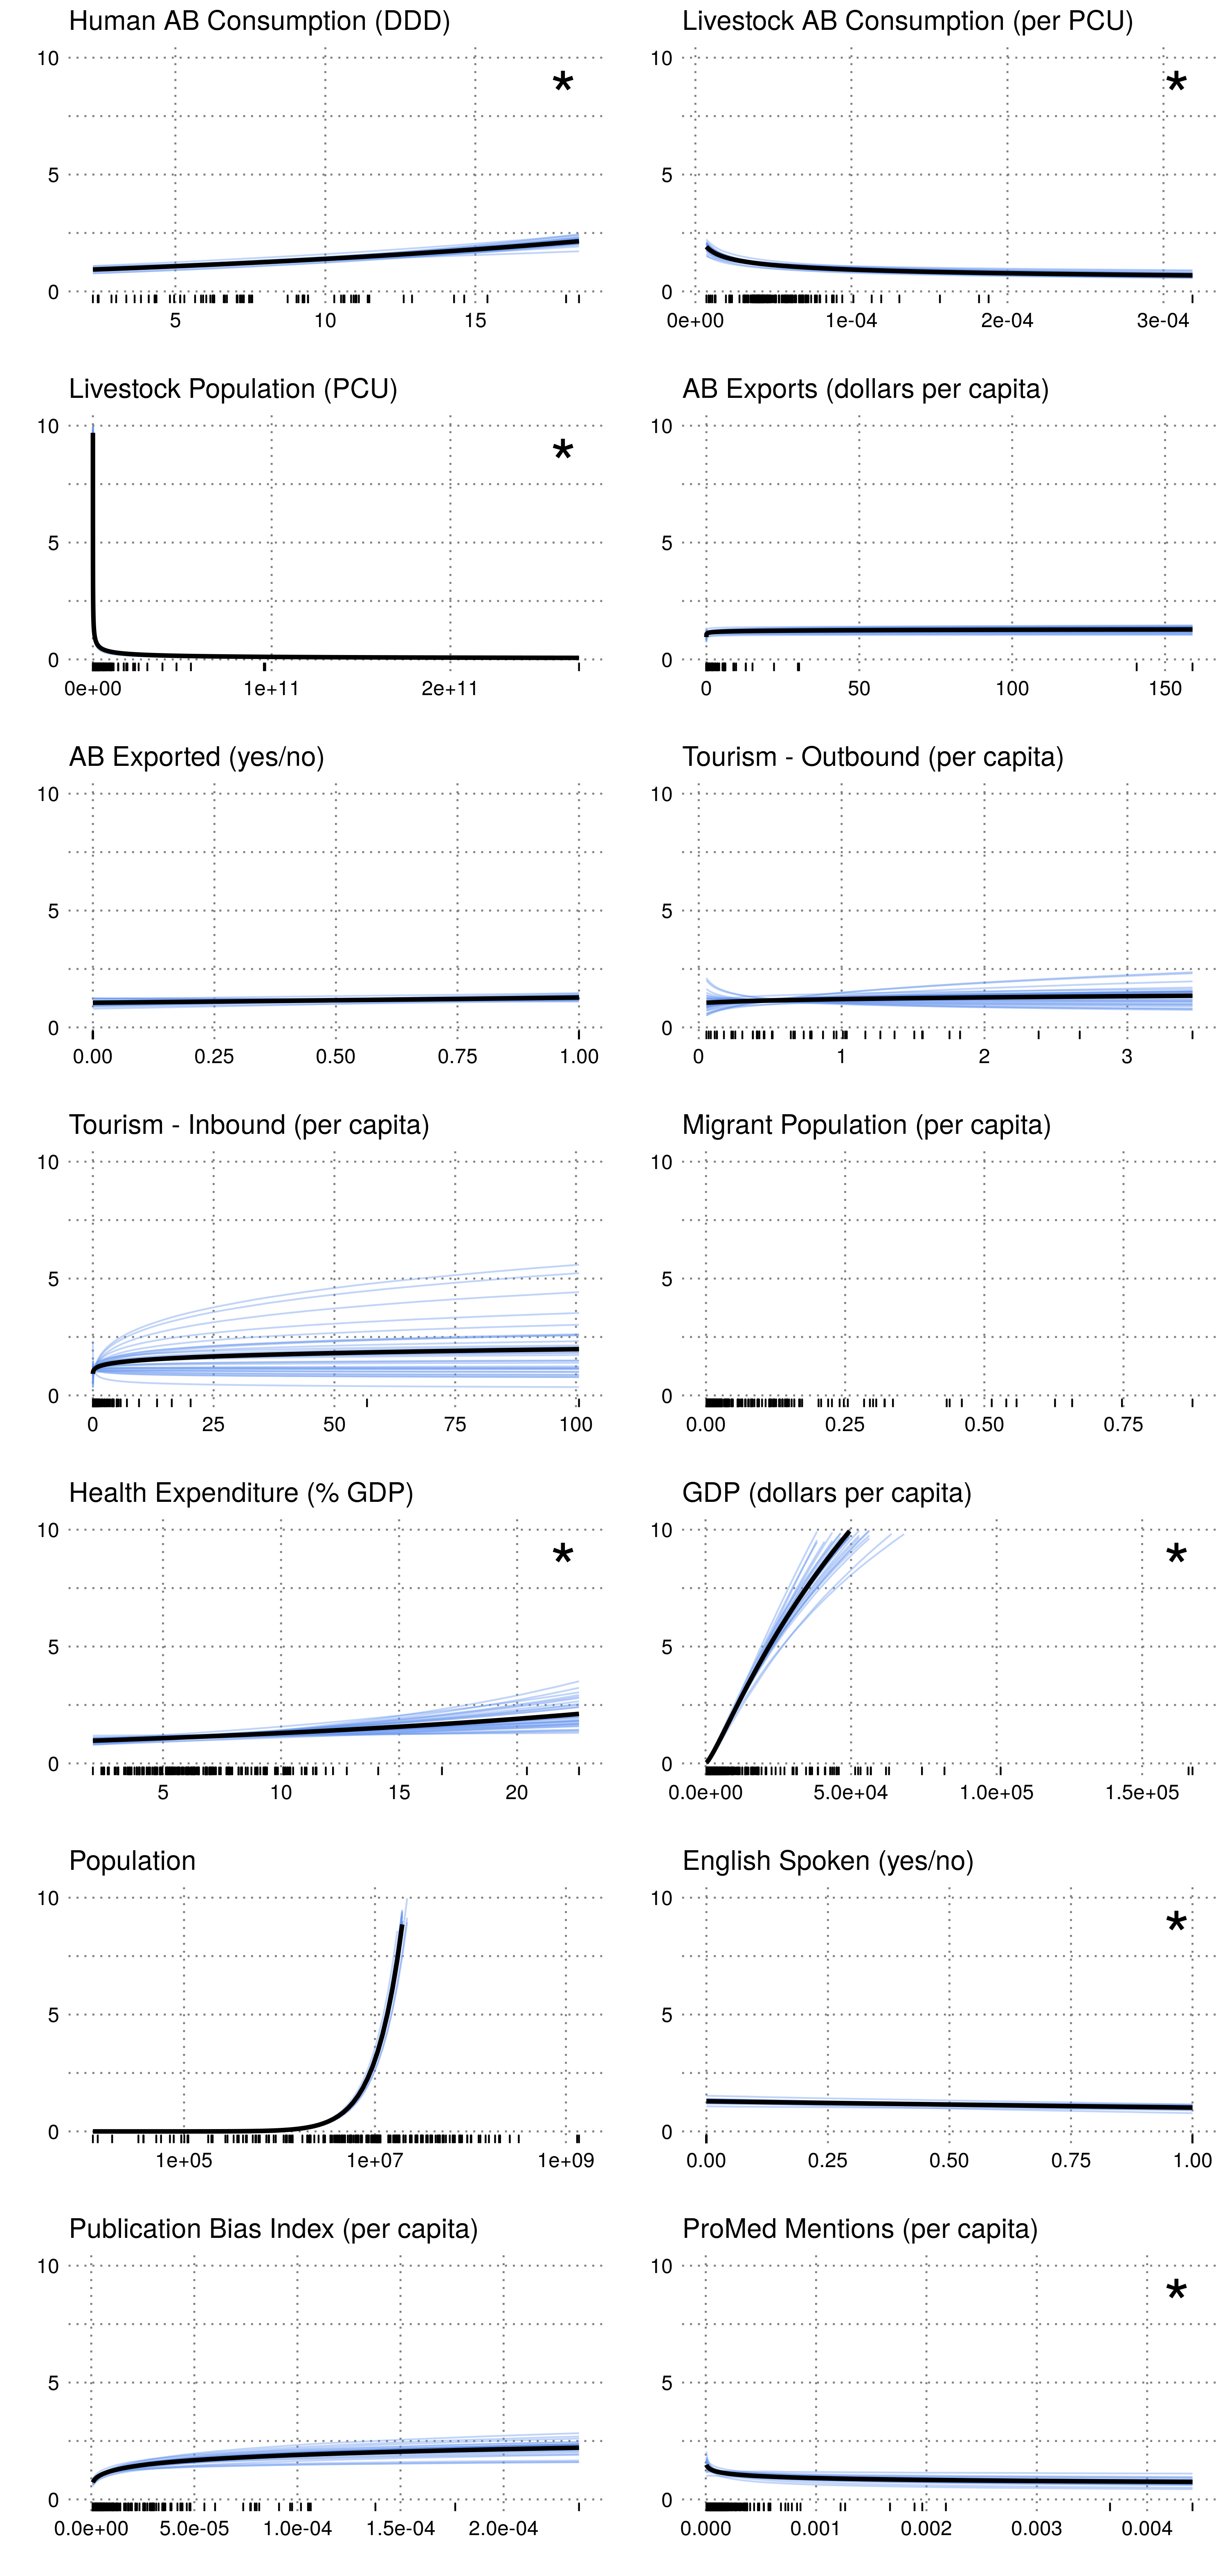 Human AB Consumption (DDD) Livestock AB Consumption (per PCU)
10 10
* *
5 5
0 0
5 10 15 0e+00 1e-04 2e-04 3e-04
Livestock Population (PCU) AB Exports (dollars per capita)
10 10
*
5 5
0 0
0e+00 1e+11 2e+11 0 50 100 150
AB Exported (yes/no) Tourism - Outbound (per capita)
10 10
5 5
0 0
0.00 0.25 0.50 0.75 1.00 0 1 2 3
Tourism - Inbound (per capita) Migrant Population (per capita)
10 10
5 5
0 0
0 25 50 75 100 0.00 0.25 0.50 0.75
Health Expenditure (% GDP) GDP (dollars per capita)
10 10
* *
5 5
0 0
5 10 15 20 0.0e+00 5.0e+04 1.0e+05 1.5e+05
Population English Spoken (yes/no)
10 10
*
5 5
0 0
1e+05 1e+07 1e+09 0.00 0.25 0.50 0.75 1.00
Publication Bias Index (per capita) ProMed Mentions (per capita)
10 10
*
5 5
0 0
0.0e+00 5.0e-05 1.0e-04 1.5e-04 2.0e-04 0.000 0.001 0.002 0.003 0.004